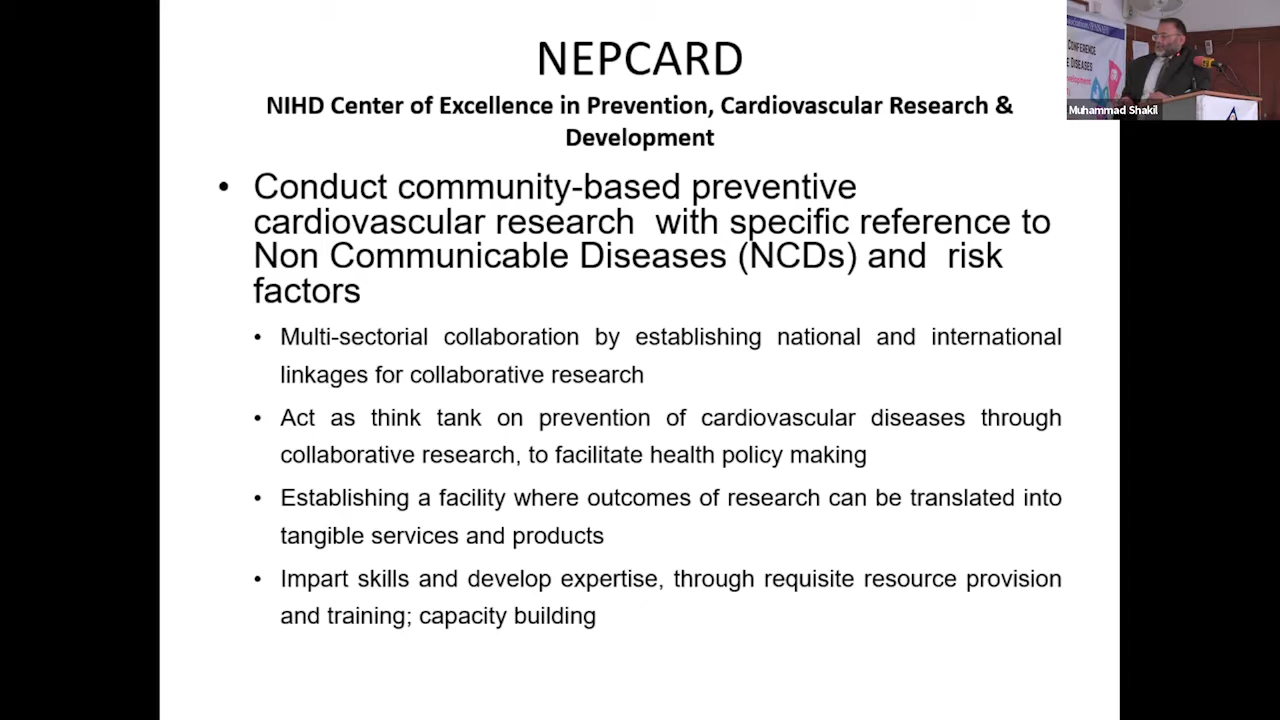 NEPCARD
NIHD Center of Excellence in Prevention, Cardiovascular Research &
Development
• Conduct community-based preventive
cardiovascular research with specific reference to
Non Communicable Diseases (NCDs) and risk
factors
• Multi-sectorial collaboration by establishing national and international
linkages for collaborative research
• Act as think tank on prevention of cardiovascular diseases through
collaborative research, to facilitate health policy making
• Establishing a facility where outcomes of research can be translated into
tangible services and products
• Impart skills and develop expertise, through requisite resource provision
and training; capacity building
CONFERENCE
DISEASES
Muhammad Shakil